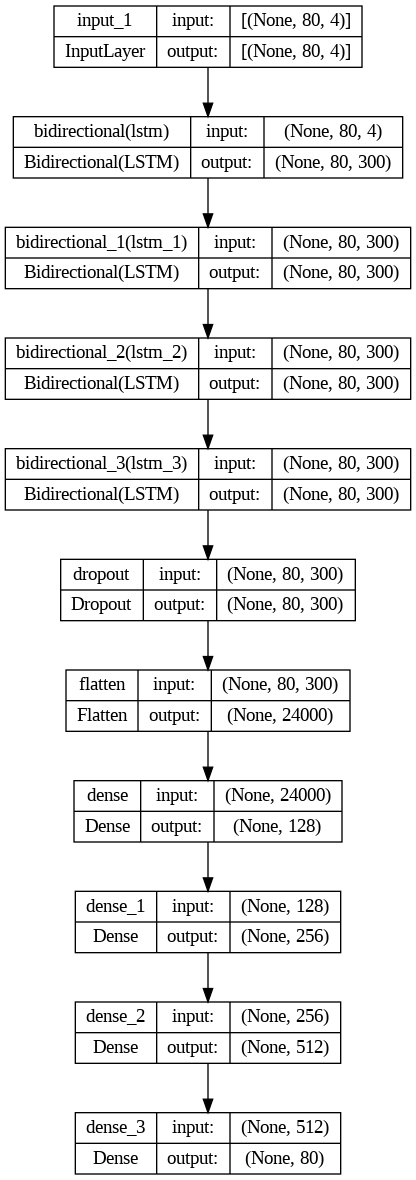 input_1 input: [(None, 80, 4)]
InputLayer output: [(None, 80, 4)]
bidirectional(lstm) input: (None, 80, 4)
Bidirectional(LSTM) output: (None, 80, 300)
bidirectional_1(lstm_1) input: (None, 80, 300)
Bidirectional(LSTM) output: (None, 80, 300)
bidirectional_2(lstm_2) input: (None, 80, 300)
Bidirectional(LSTM) output: (None, 80, 300)
bidirectional_3(lstm_3) input: (None, 80, 300)
Bidirectional(LSTM) output: (None, 80, 300)
dropout input: (None, 80, 300)
Dropout output: (None, 80, 300)
flatten input: (None, 80, 300)
Flatten output: (None, 24000)
dense input: (None, 24000)
Dense output: (None, 128)
dense_1 input: (None, 128)
Dense output: (None, 256)
dense_2 input: (None, 256)
Dense output: (None, 512)
dense_3 input: (None, 512)
Dense output: (None, 80)